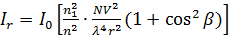 I_r = I_0 [ n_1^2 / n^2 · NV^2 / λ^4 r^2 (1 + cos^2 β) ]